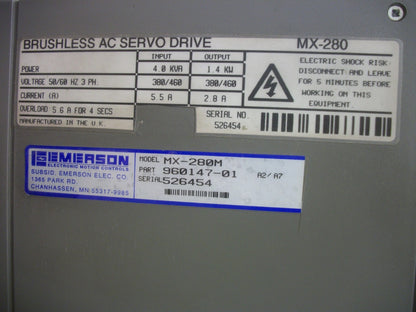 BRUSHLESS AC SERVO DRIVE MX-280
INPUT OUTPUT
POWER 4.0 KVA 1.4 KW
VOLTAGE 50/60 HZ 3 PH. 380/460 380/460
CURRENT (A) 5.5 A 2.8 A
OVERLOAD 5.6 A FOR 4 SECS
MANUFACTURED IN THE U.K.
SERIAL NO.
526454
ELECTRIC SHOCK RISK
DISCONNECT AND LEAVE
FOR 5 MINUTES BEFORE
WORKING ON THIS
EQUIPMENT
EMERSON
ELECTRONIC MOTION CONTROLS
SUBSID. EMERSON ELEC. CO.
1365 PARK RD.
CHANHASSEN, MN 55317-9985
MODEL MX-280M
PART 960147-01 A2/A7
SERIAL 526454